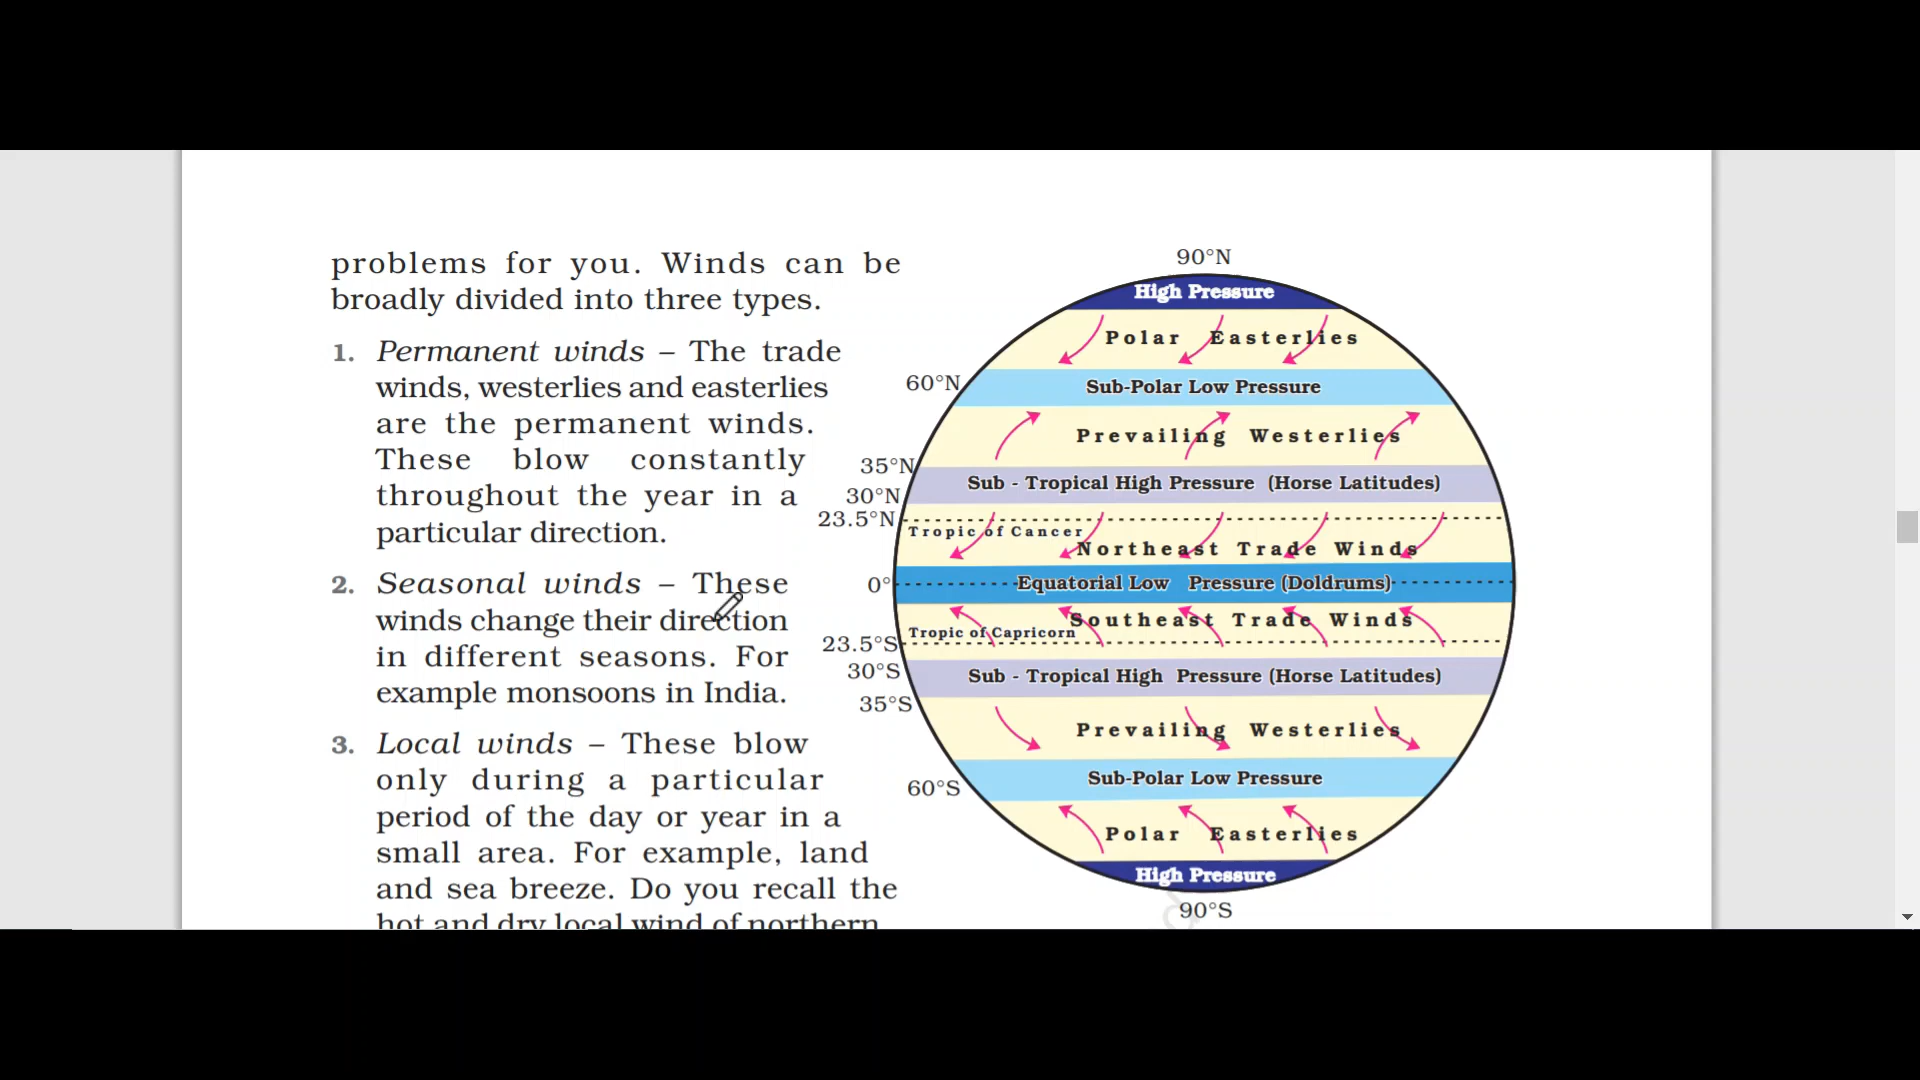 problems for you. Winds can be
broadly divided into three types.
1. Permanent winds – The trade
winds, westerlies and easterlies
are the permanent winds.
These blow constantly
throughout the year in a
particular direction.
2. Seasonal winds – These
winds change their direction
in different seasons. For
example monsoons in India.
3. Local winds – These blow
only during a particular
period of the day or year in a
small area. For example, land
and sea breeze. Do you recall the
hot and dry local wind of northern
90°N
High Pressure
Polar Easterlies
60°N
Sub-Polar Low Pressure
Prevailing Westerlies
35°N
Sub - Tropical High Pressure (Horse Latitudes)
30°N
23.5°N
Tropic of Cancer
Northeast Trade Winds
0°
Equatorial Low Pressure (Doldrums)
Southeast Trade Winds
Tropic of Capricorn
23.5°S
30°S
Sub - Tropical High Pressure (Horse Latitudes)
35°S
Prevailing Westerlies
Sub-Polar Low Pressure
60°S
Polar Easterlies
High Pressure
90°S